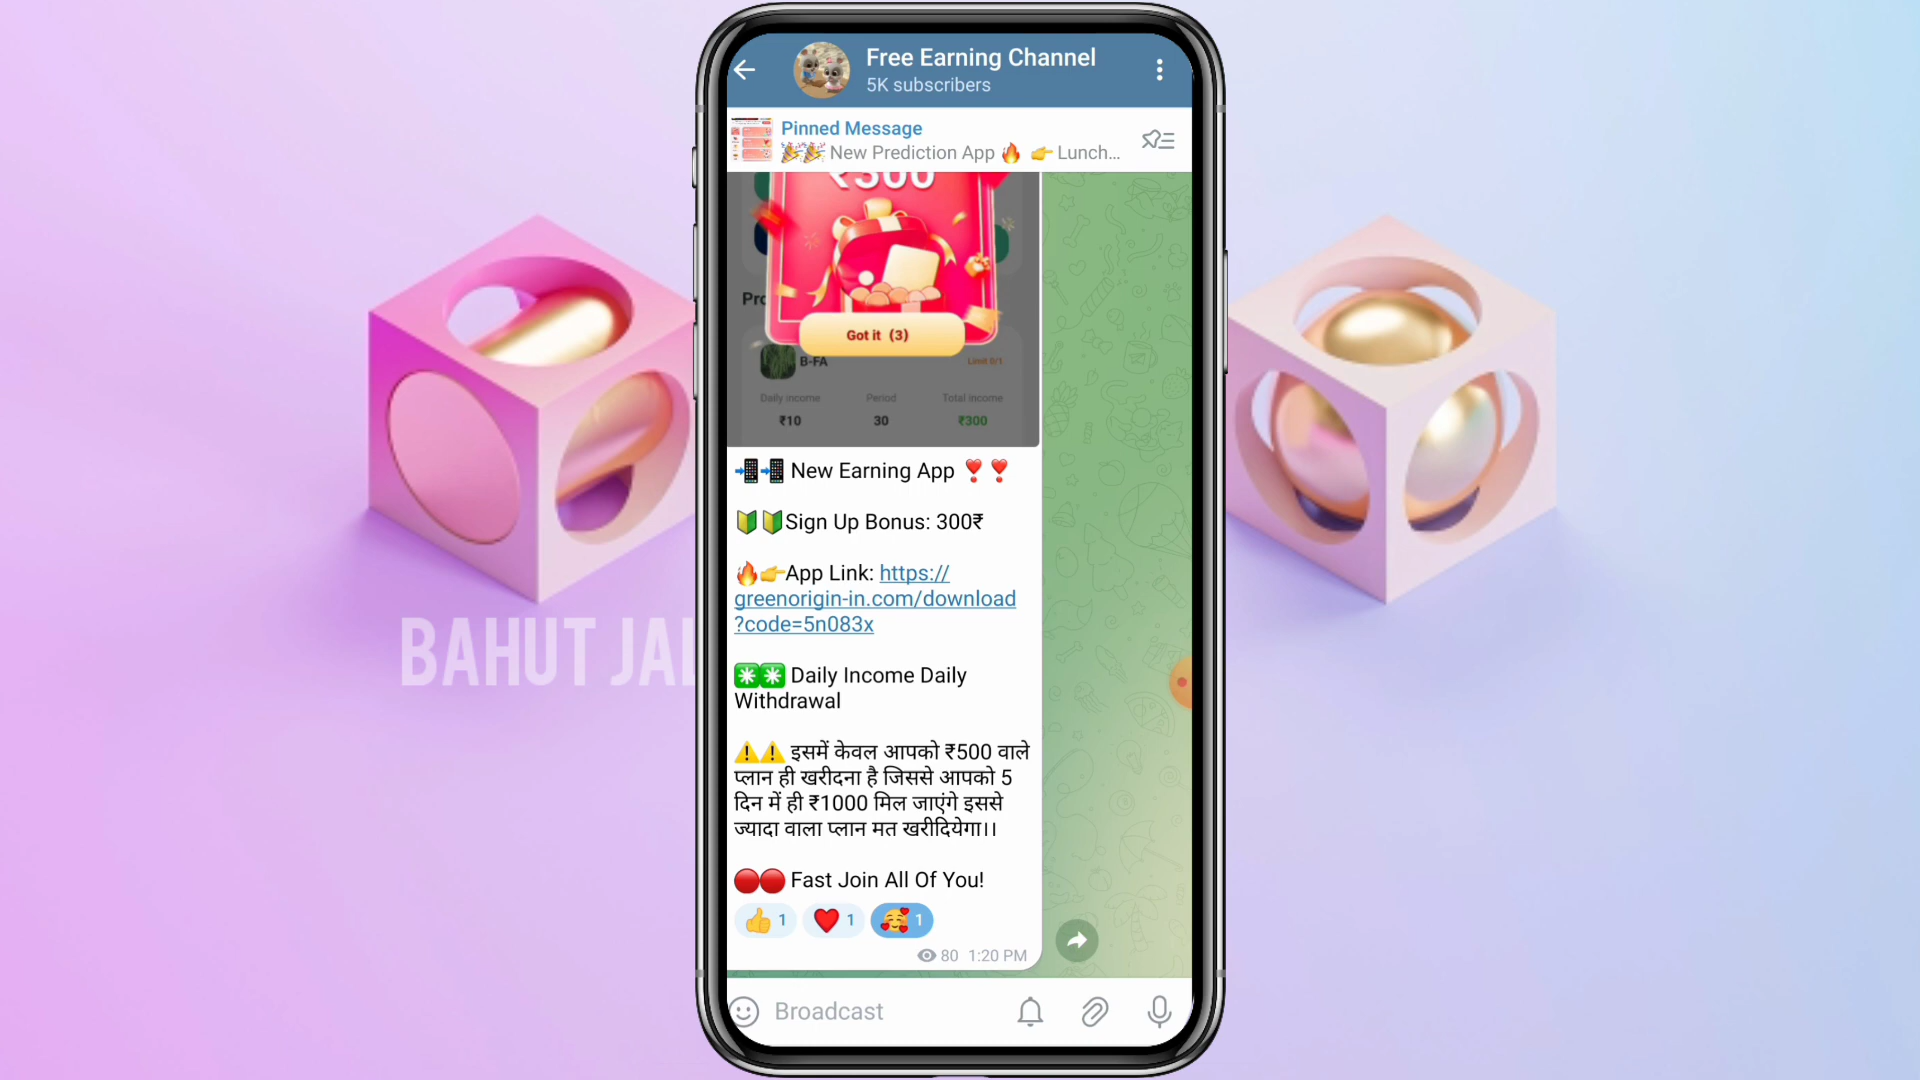 Free Earning Channel
5K subscribers
Pinned Message
🎉🎉 New Prediction App 🔥 👉 Lunch...
₹300
Got it (3)
B-FA
Limit 0/1
Daily income Period Total income
₹10 30 ₹300
📲📲 New Earning App ❣️❣️
🔰🔰Sign Up Bonus: 300₹
🔥👉App Link: https://
greenorigin-in.com/download
?code=5n083x
✳️✳️ Daily Income Daily
Withdrawal
⚠️⚠️ इसमें केवल आपको ₹500 वाले
प्लान ही खरीदना है जिससे आपको 5
दिन में ही ₹1000 मिल जाएंगे इससे
ज्यादा वाला प्लान मत खरीदियेगा।।
🔴🔴 Fast Join All Of You!
👍 1 ❤️ 1 🥰 1
80 1:20 PM
Broadcast
BAHUT